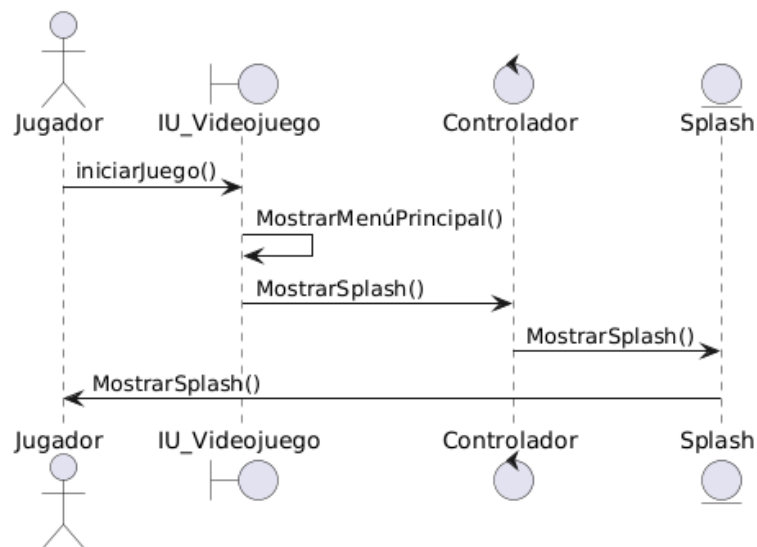 Jugador IU_Videojuego Controlador Splash
iniciarJuego()
MostrarMenúPrincipal()
MostrarSplash()
MostrarSplash()
MostrarSplash()
Jugador IU_Videojuego Controlador Splash